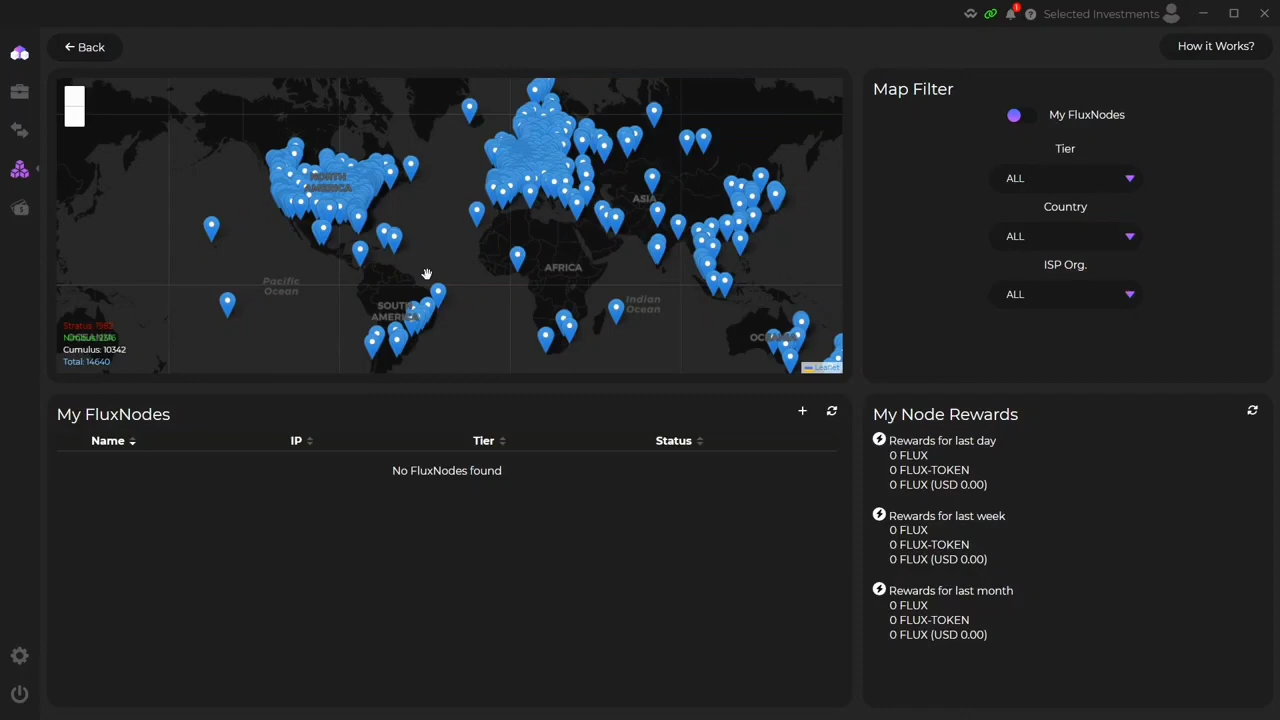 1
Selected Investments
Back
How it Works?
NORTH
AMERICA
ASIA
AFRICA
Pacific
Ocean
Indian
Ocean
SOUTH
AMERICA
Stratus: 1982
Cumulus: 10342
Total: 14640
Leaflet
Map Filter
My FluxNodes
Tier
ALL
Country
ALL
ISP Org.
ALL
My FluxNodes
Name
IP
Tier
Status
No FluxNodes found
My Node Rewards
Rewards for last day
0 FLUX
0 FLUX-TOKEN
0 FLUX (USD 0.00)
Rewards for last week
0 FLUX
0 FLUX-TOKEN
0 FLUX (USD 0.00)
Rewards for last month
0 FLUX
0 FLUX-TOKEN
0 FLUX (USD 0.00)